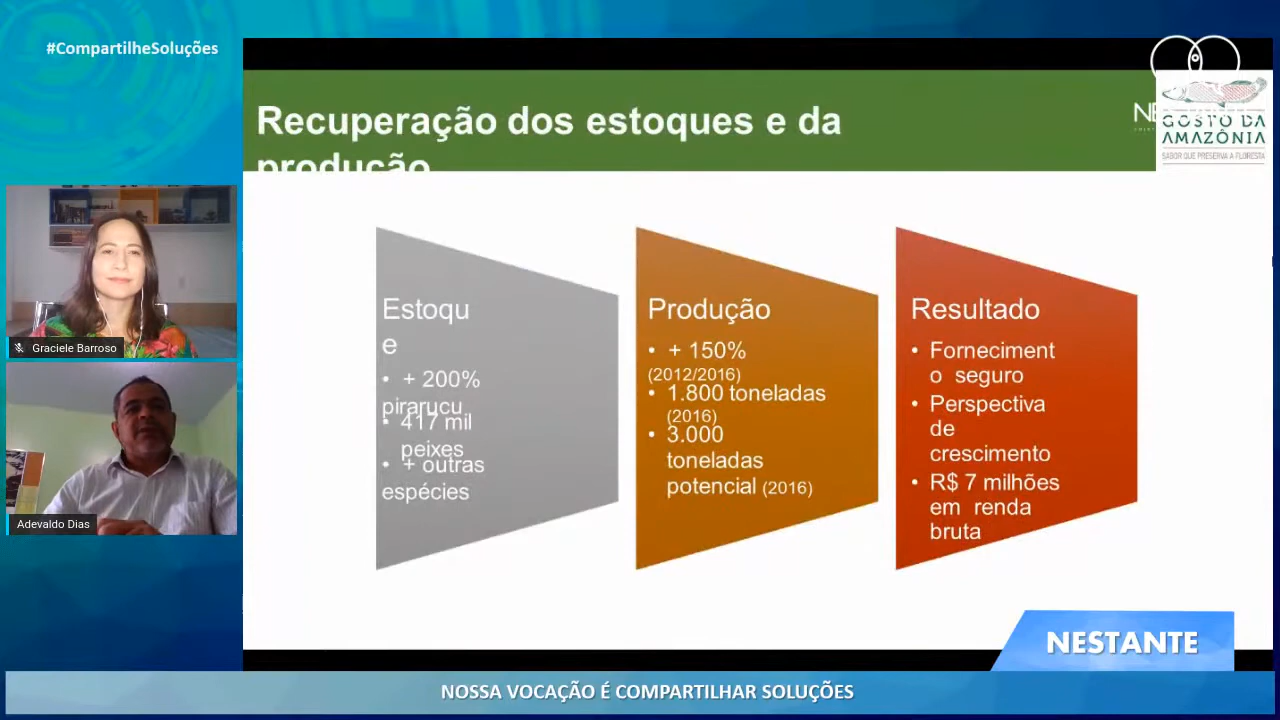 #CompartilheSoluções
Recuperação dos estoques e da
produção
GOSTO DA
AMAZÔNIA
SABOR QUE PRESERVA A FLORESTA
Estoqu
e
• + 200%
pirarucu
• 417 mil
peixes
• + outras
espécies
Produção
• + 150%
(2012/2016)
• 1.800 toneladas
(2016)
• 3.000
toneladas
potencial (2016)
Resultado
• Forneciment
o seguro
• Perspectiva
de
crescimento
• R$ 7 milhões
em renda
bruta
Graciele Barroso
Adevaldo Dias
NESTANTE
NOSSA VOCAÇÃO É COMPARTILHAR SOLUÇÕES